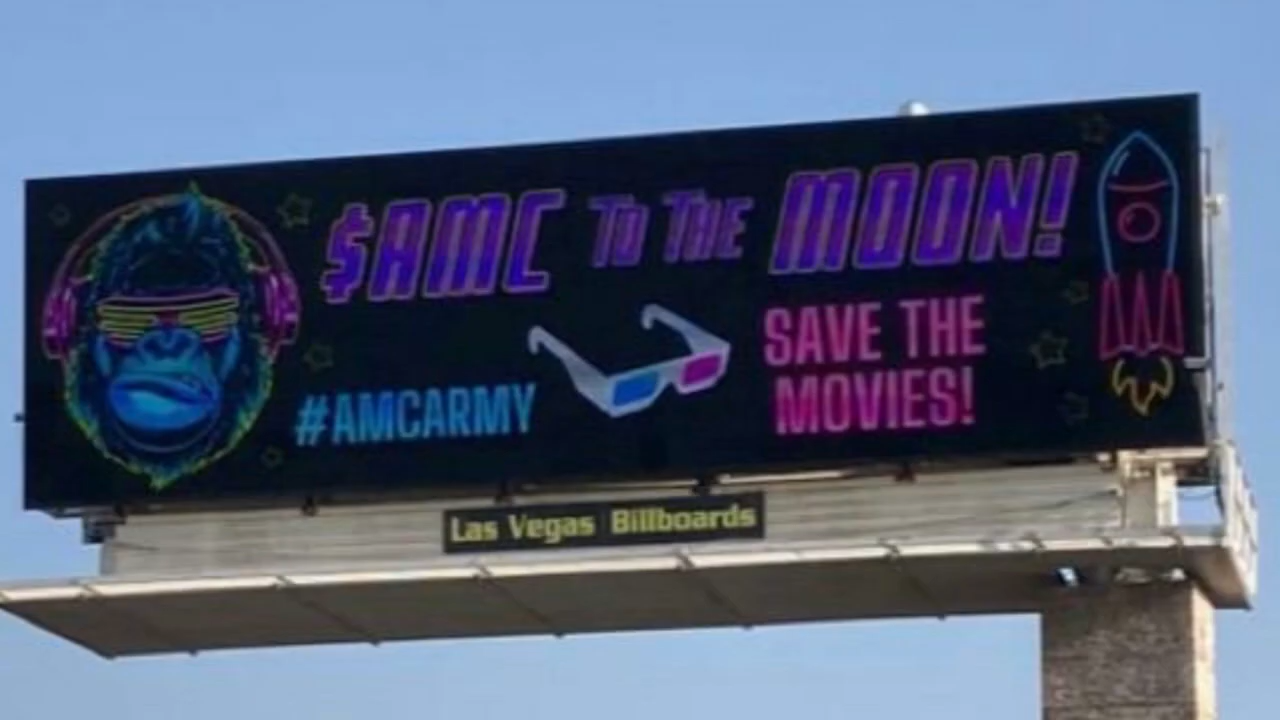 $AMC TO THE MOON!
SAVE THE
MOVIES!
#AMCARMY
Las Vegas Billboards